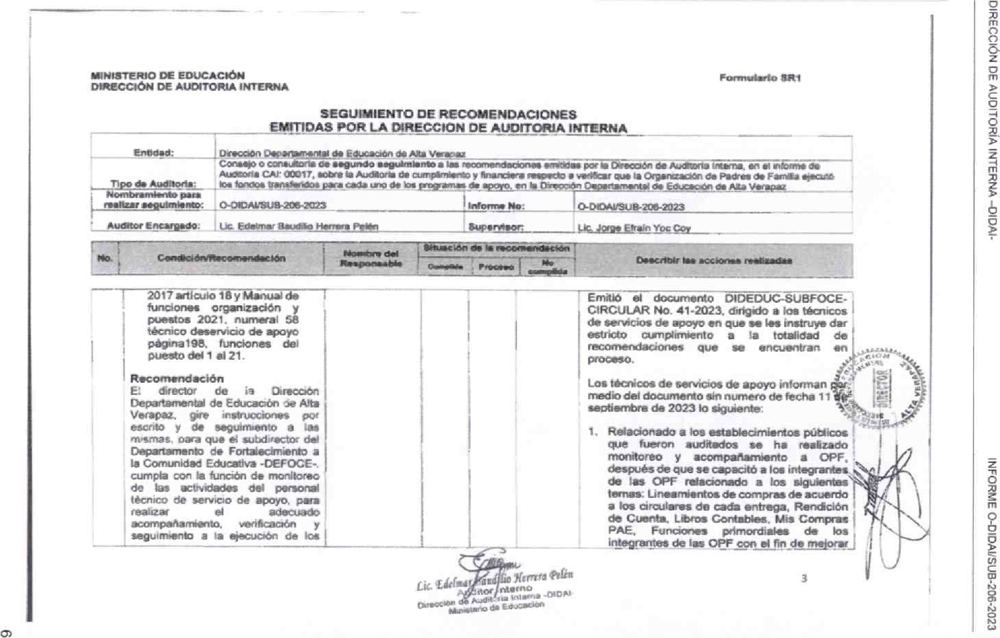 DIRECCIÓN DE AUDITORÍA INTERNA –DIDAI-
INFORME O-DIDAI/SUB-206-2023
MINISTERIO DE EDUCACIÓN
DIRECCIÓN DE AUDITORIA INTERNA
Formulario SR1
SEGUIMIENTO DE RECOMENDACIONES
EMITIDAS POR LA DIRECCION DE AUDITORIA INTERNA
Entidad: Dirección Departamental de Educación de Alta Verapaz
Tipo de Auditoria:
Consejo o consultoría de segundo seguimiento a las recomendaciones emitidas por la Dirección de Auditoria Interna, en el informe de
Auditoría CAI: 00017, sobre la Auditoria de cumplimiento y financiera respecto a verificar que la Organización de Padres de Familia ejecutó
los fondos transferidos para cada uno de los programas de apoyo, en la Dirección Departamental de Educación de Alta Verapaz
Nombramiento para
realizar seguimiento: O-DIDAI/SUB-206-2023 Informe No: O-DIDAI/SUB-206-2023
Auditor Encargado: Lic. Edelmar Baudilio Herrera Pelén Supervisor: Lic. Jorge Efraín Yoc Coy
No. Condición/Recomendación
Nombre del
Responsable
Situación de la recomendación
Cumplida Proceso
No
cumplida
Describir las acciones realizadas
2017 artículo 18 y Manual de
funciones organización y
puestos 2021, numeral 58
técnico deservicio de apoyo
página198, funciones del
puesto del 1 al 21.
Recomendación
El director de la Dirección
Departamental de Educación de Alta
Verapaz, gire instrucciones por
escrito y de seguimiento a las
mismas, para que el subdirector del
Departamento de Fortalecimiento a
la Comunidad Educativa -DEFOCE-,
cumpla con la función de monitoreo
de las actividades del personal
técnico de servicio de apoyo, para
realizar el adecuado
acompañamiento, verificación y
seguimiento a la ejecución de los
Emitió el documento DIDEDUC-SUBFOCE-
CIRCULAR No. 41-2023, dirigido a los técnicos
de servicios de apoyo en que se les instruye dar
estricto cumplimiento a la totalidad de
recomendaciones que se encuentran en
proceso.
Los técnicos de servicios de apoyo informan por
medio del documento sin numero de fecha 11 de
septiembre de 2023 lo siguiente:
1. Relacionado a los establecimientos públicos
que fueron auditados se ha realizado
monitoreo y acompañamiento a OPF,
después de que se capacitó a los integrantes
de las OPF relacionado a los siguientes
temas: Lineamientos de compras de acuerdo
a los circulares de cada entrega, Rendición
de Cuenta, Libros Contables, Mis Compras
PAE, Funciones primordiales de los
integrantes de las OPF con el fin de mejorar
DIRECTOR
ALTA VERAPAZ
Lic. Edelmar Baudilio Herrera Pelén
Auditor Interno
Dirección de Auditoría Interna -DIDAI-
Ministerio de Educación
3
6